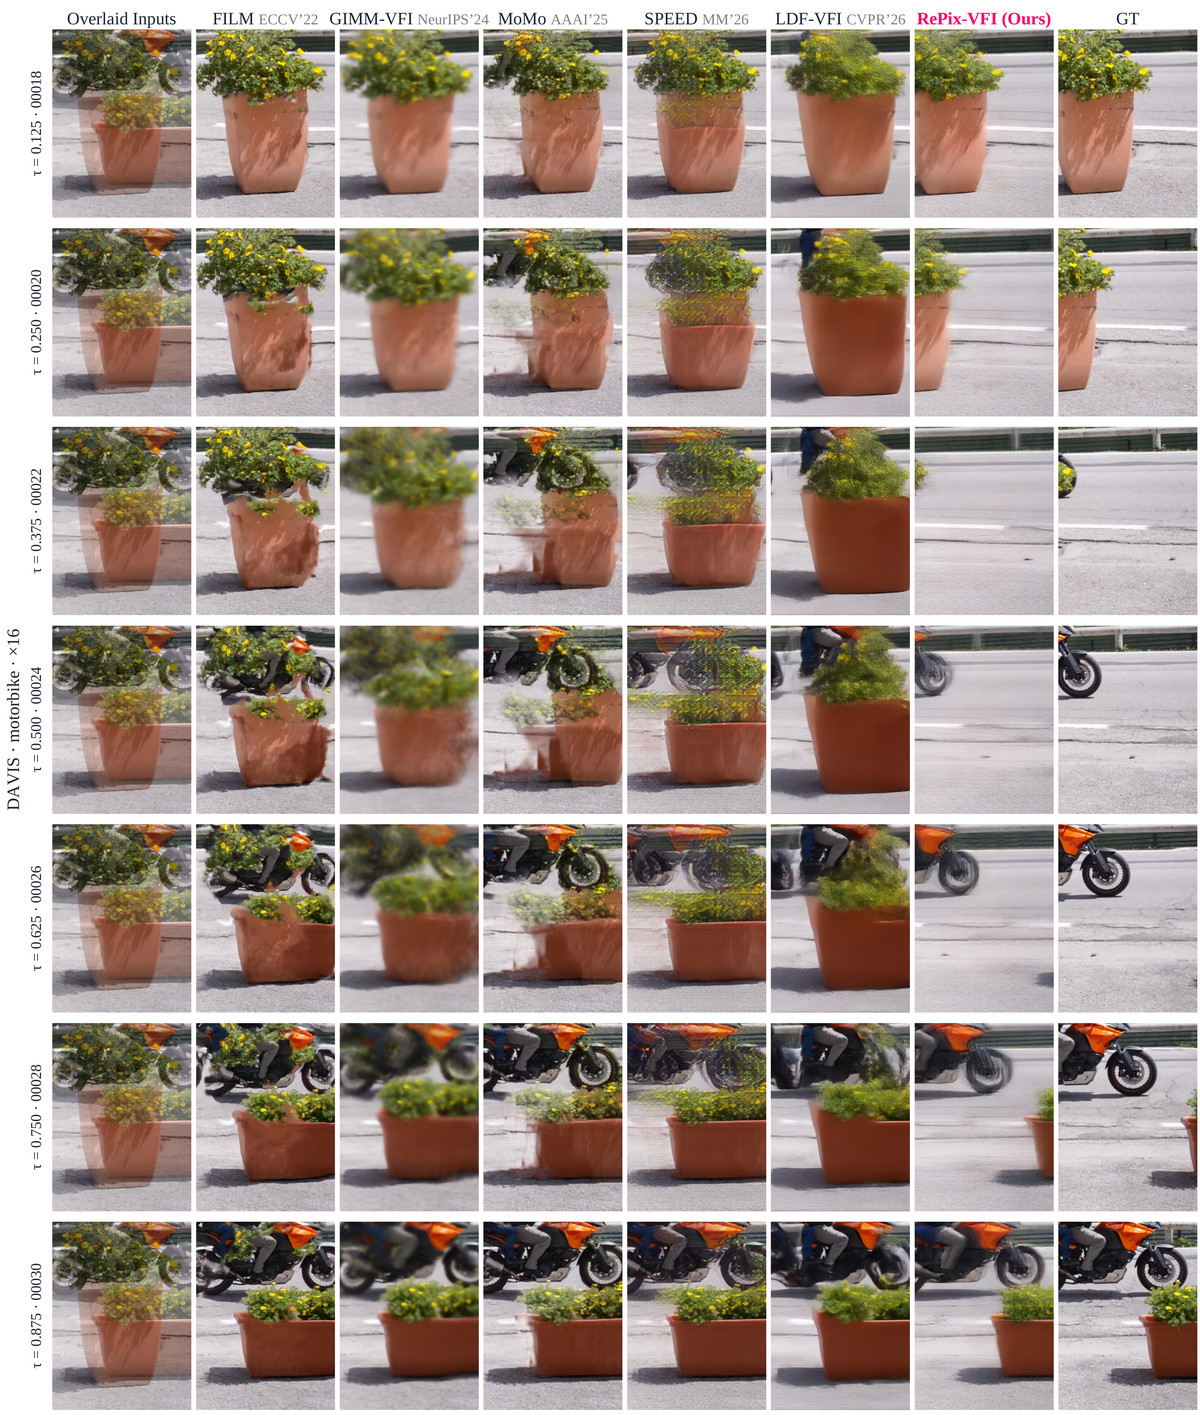 Overlaid Inputs FILM ECCV'22 GIMM-VFI NeurIPS'24 MoMo AAAI'25 SPEED MM'26 LDF-VFI CVPR'26 RePix-VFI (Ours) GT
DAVIS · motorbike · ×16
τ = 0.125 · 00018
τ = 0.250 · 00020
τ = 0.375 · 00022
τ = 0.500 · 00024
τ = 0.625 · 00026
τ = 0.750 · 00028
τ = 0.875 · 00030